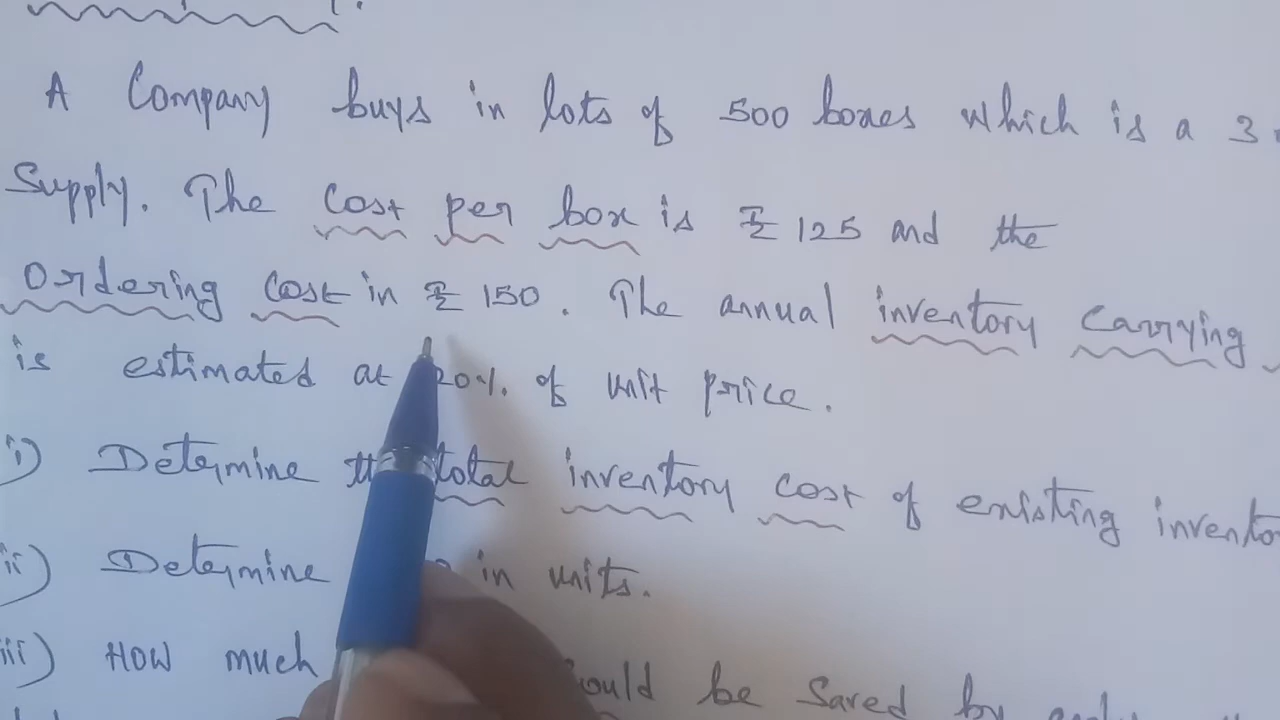 A Company buys in lots of 500 boxes which is a 3
Supply. The cost per box is ₹ 125 and the
Ordering cost in ₹ 150. The annual inventory carrying
is estimated at 20% of unit price.
i) Determine the total inventory cost of existing
ii) Determine in units.
iii) How much would be saved by